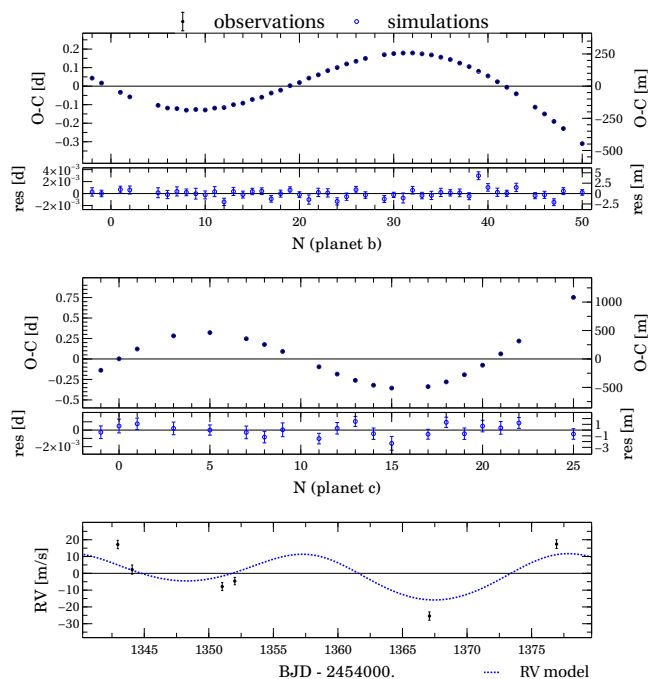 observations simulations
0.2
0.1
0
-0.1
-0.2
-0.3
O-C [d]
250
0
-250
-500
O-C [m]
4×10⁻³
2×10⁻³
0
-2×10⁻³
res [d]
5
2.5
0
-2.5
res [m]
0 10 20 30 40 50
N (planet b)
0.75
0.5
0.25
0
-0.25
-0.5
O-C [d]
1000
500
0
-500
O-C [m]
0
-2×10⁻³
res [d]
1
-1
-3
res [m]
0 5 10 15 20 25
N (planet c)
20
10
0
-10
-20
-30
RV [m/s]
1345 1350 1355 1360 1365 1370 1375
BJD - 2454000. RV model